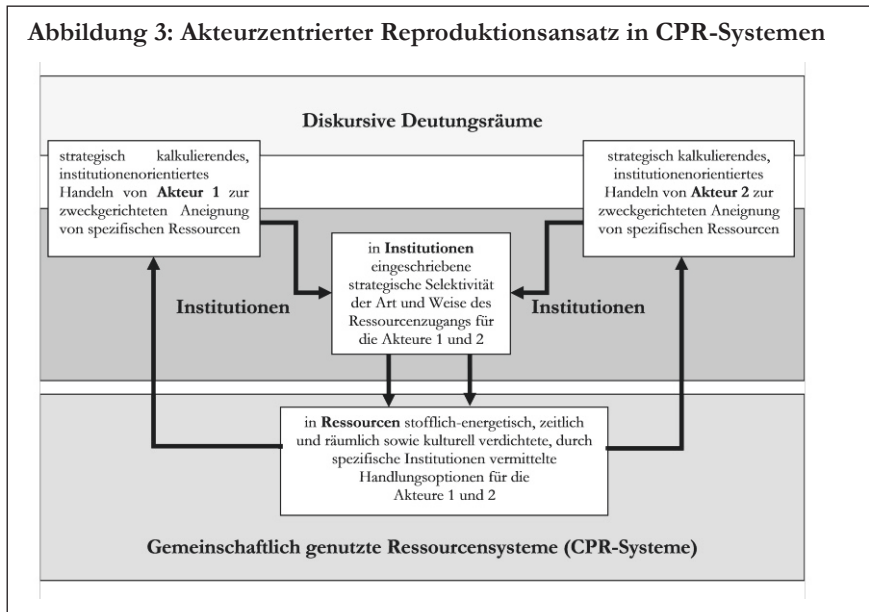 Abbildung 3: Akteurzentrierter Reproduktionsansatz in CPR-Systemen
Diskursive Deutungsräume
strategisch kalkulierendes,
institutionenorientiertes
Handeln von Akteur 1 zur
zweckgerichteten Aneignung
von spezifischen Ressourcen
strategisch kalkulierendes,
institutionenorientiertes
Handeln von Akteur 2 zur
zweckgerichteten Aneignung
von spezifischen Ressourcen
Institutionen
in Institutionen
eingeschriebene
strategische Selektivität
der Art und Weise des
Ressourcenzugangs für
die Akteure 1 und 2
Institutionen
in Ressourcen stofflich-energetisch, zeitlich
und räumlich sowie kulturell verdichtete, durch
spezifische Institutionen vermittelte
Handlungsoptionen für die
Akteure 1 und 2
Gemeinschaftlich genutzte Ressourcensysteme (CPR-Systeme)